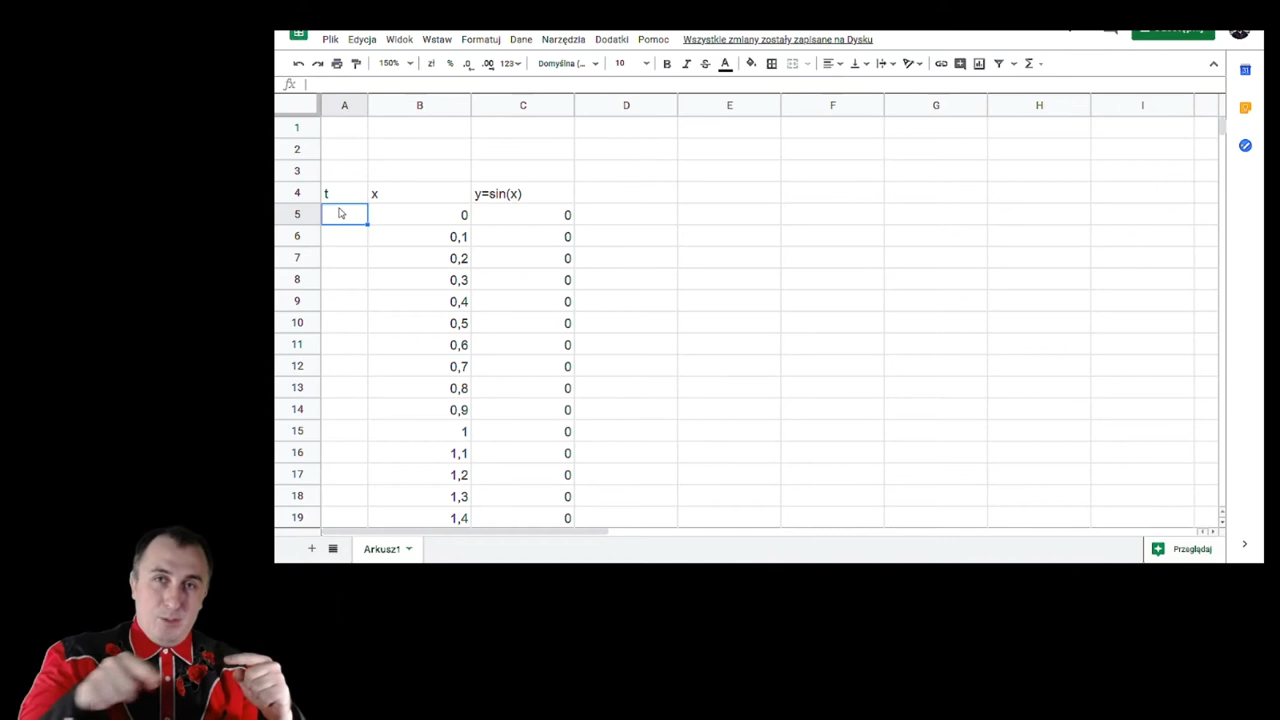 Plik Edycja Widok Wstaw Formatuj Dane Narzędzia Dodatki Pomoc Wszystkie zmiany zostały zapisane na Dysku
150% zł % .0 .00 123 Domyślna (... 10 B I S A Σ
fx
A B C D E F G H I
1
2
3
4 t x y=sin(x)
5 0 0
6 0,1 0
7 0,2 0
8 0,3 0
9 0,4 0
10 0,5 0
11 0,6 0
12 0,7 0
13 0,8 0
14 0,9 0
15 1 0
16 1,1 0
17 1,2 0
18 1,3 0
19 1,4 0
+ Arkusz1 Przeglądaj